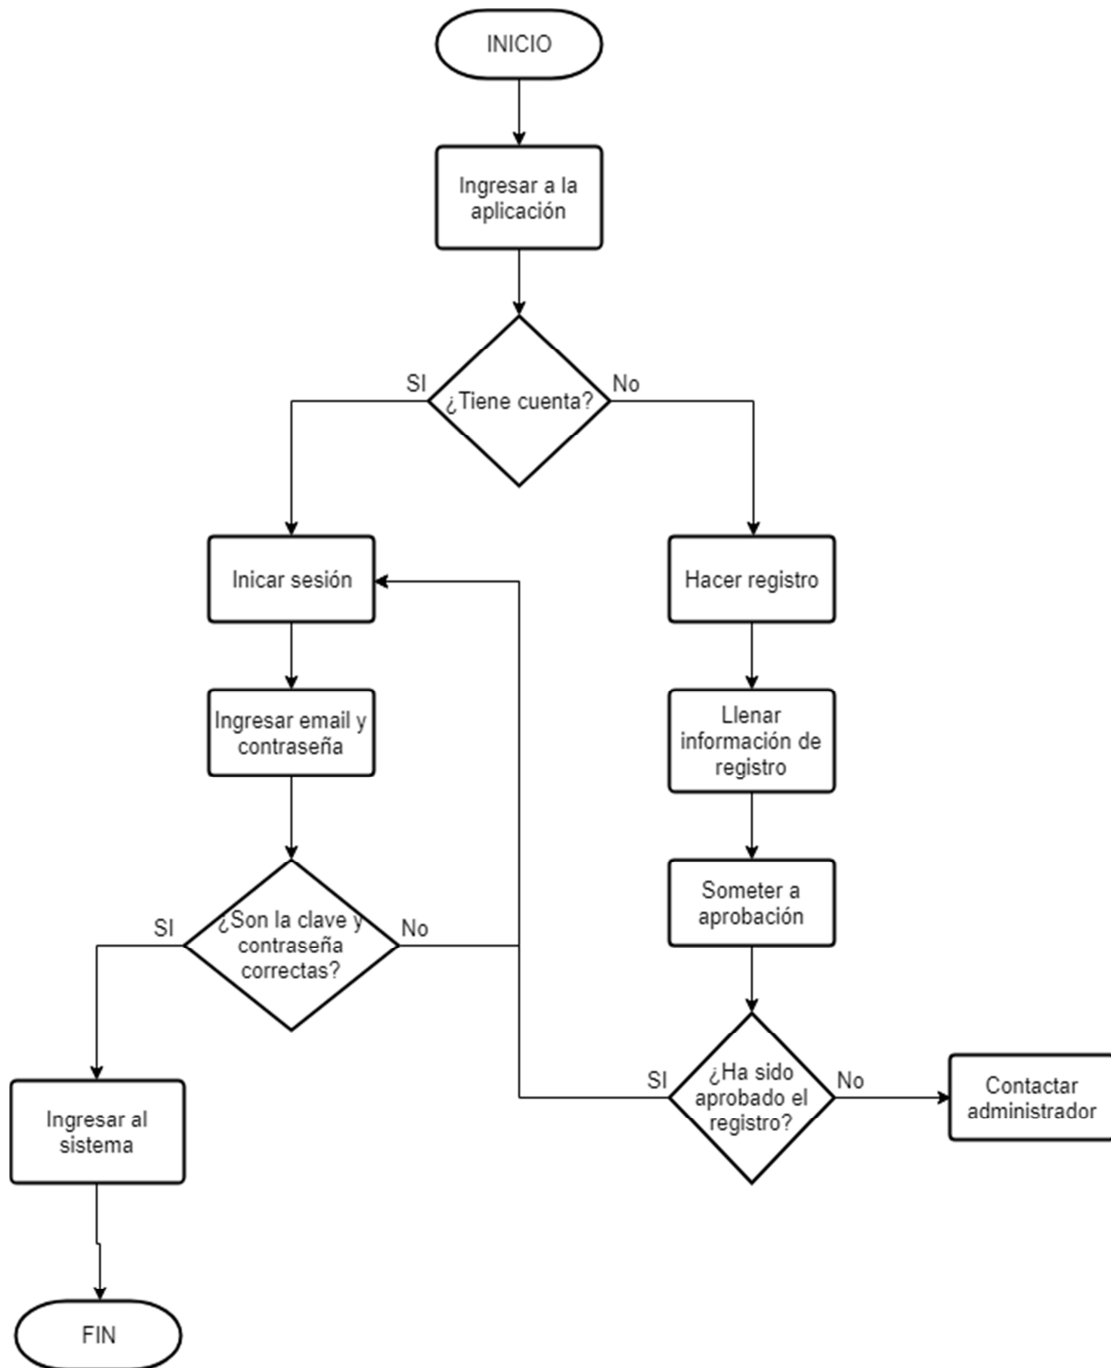 INICIO
Ingresar a la
aplicación
SI
¿Tiene cuenta?
No
Inicar sesión
Hacer registro
Ingresar email y
contraseña
Llenar
información de
registro
SI
¿Son la clave y
contraseña
correctas?
No
Someter a
aprobación
SI
¿Ha sido
aprobado el
registro?
No
Contactar
administrador
Ingresar al
sistema
FIN